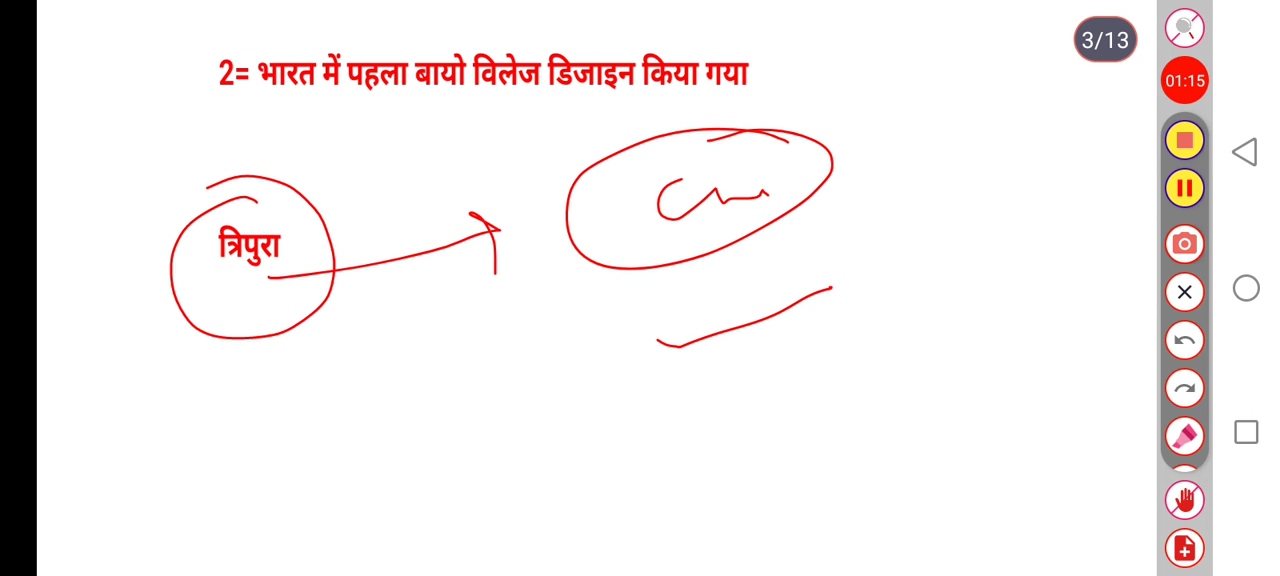 3/13
2= भारत में पहला बायो विलेज डिजाइन किया गया
01:15
त्रिपुरा